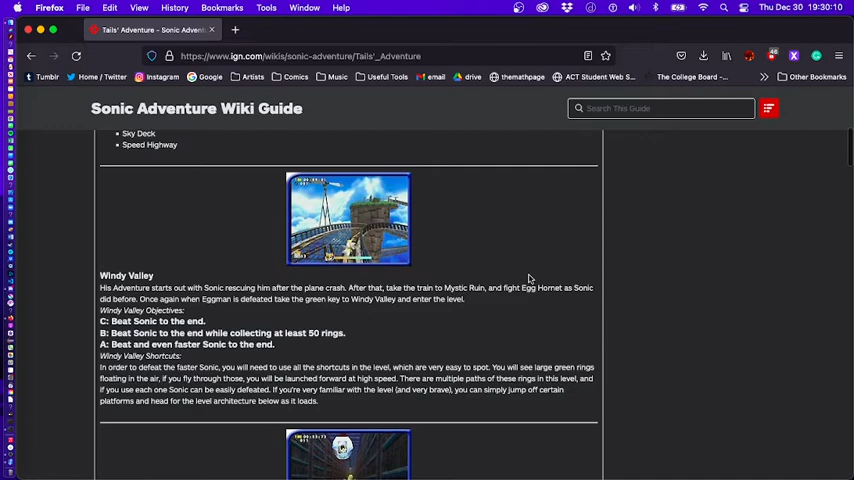 Firefox File Edit View History Bookmarks Tools Window Help Thu Dec 30 19:30:10
Tails' Adventure - Sonic Advent
https://www.ign.com/wikis/sonic-adventure/Tails'_Adventure
46
Tumblr Home / Twitter Instagram Google Artists Comics Music Useful Tools email drive themathpage ACT Student Web S... The College Board -... Other Bookmarks
Sonic Adventure Wiki Guide
Search This Guide
Sky Deck
Speed Highway
Windy Valley
His Adventure starts out with Sonic rescuing him after the plane crash. After that, take the train to Mystic Ruin, and fight Egg Hornet as Sonic
did before. Once again when Eggman is defeated take the green key to Windy Valley and enter the level.
Windy Valley Objectives:
C: Beat Sonic to the end.
B: Beat Sonic to the end while collecting at least 50 rings.
A: Beat and even faster Sonic to the end.
Windy Valley Shortcuts:
In order to defeat the faster Sonic, you will need to use all the shortcuts in the level, which are very easy to spot. You will see large green rings
floating in the air, if you fly through those, you will be launched forward at high speed. There are multiple paths of these rings in this level, and
if you use each one Sonic can be easily defeated. If you're very familiar with the level (and very brave), you can simply jump off certain
platforms and head for the level architecture below as it loads.